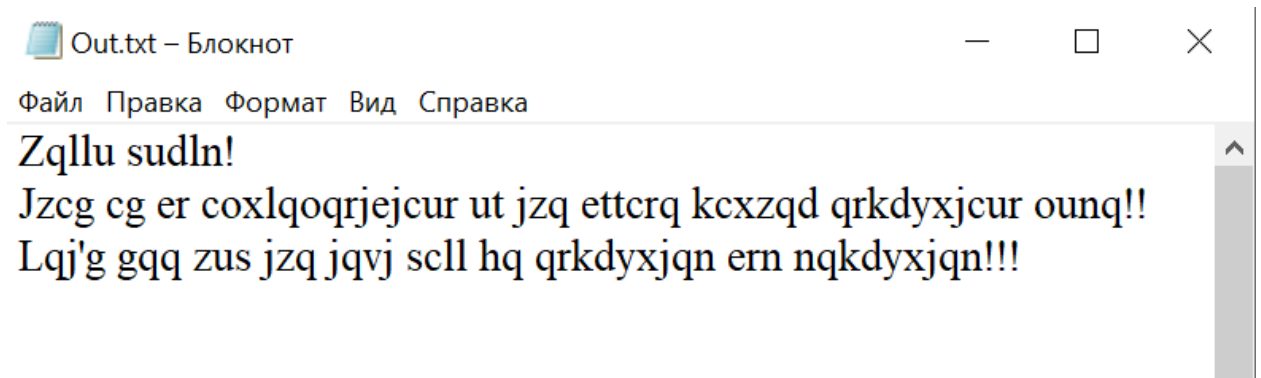 Out.txt – Блокнот
Файл Правка Формат Вид Справка
Zqllu sudln!
Jzcg cg er coxlqoqrjejcur ut jzq ettcrq kcxzqd qrkdyxjcur ounq!!
Lqj'g gqq zus jzq jqvj scll hq qrkdyxjqn ern nqkdyxjqn!!!